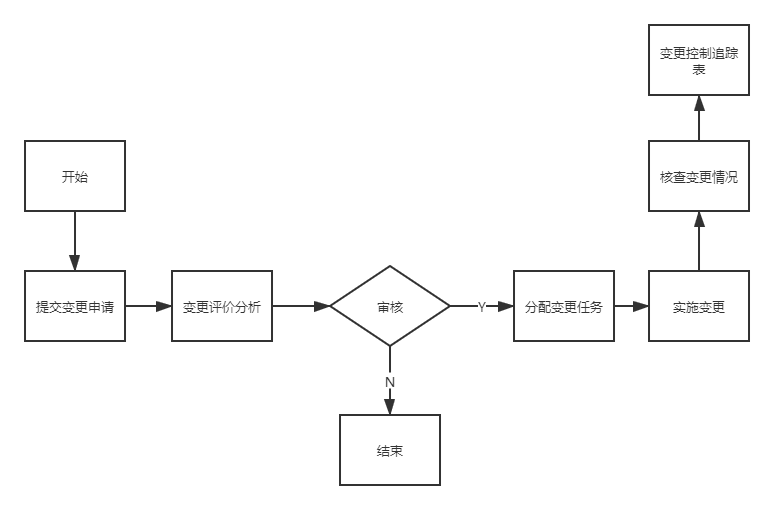 变更控制追踪
表
开始
核查变更情况
提交变更申请
变更评价分析
审核
Y
分配变更任务
实施变更
N
结束